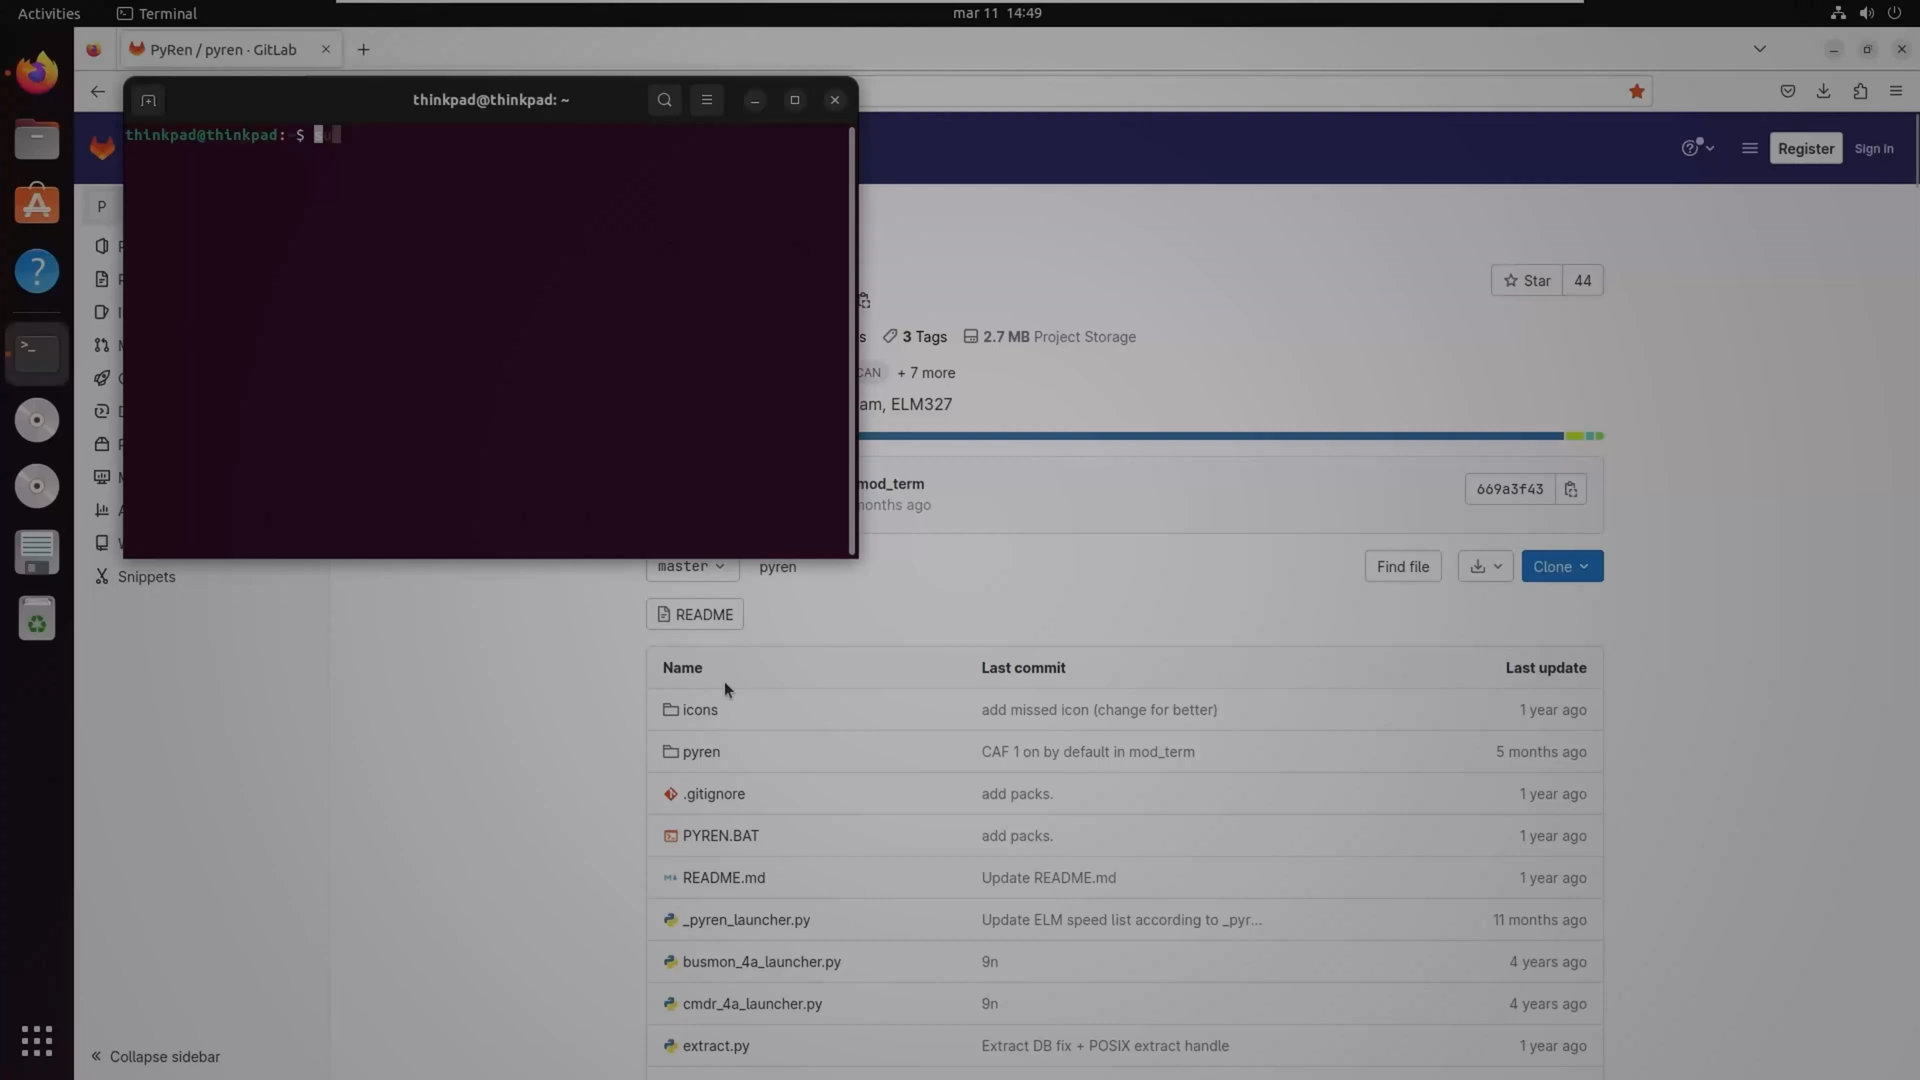 Activities Terminal mar 11 14:49
PyRen / pyren · GitLab
thinkpad@thinkpad: ~
thinkpad@thinkpad:~$
Register Sign in
P
Star 44
3 Tags 2.7 MB Project Storage
CAN + 7 more
am, ELM327
mod_term
months ago
669a3f43
master pyren
Find file Clone
Snippets
README
Name Last commit Last update
icons add missed icon (change for better) 1 year ago
pyren CAF 1 on by default in mod_term 5 months ago
.gitignore add packs. 1 year ago
PYREN.BAT add packs. 1 year ago
README.md Update README.md 1 year ago
_pyren_launcher.py Update ELM speed list according to _pyr... 11 months ago
busmon_4a_launcher.py 9n 4 years ago
cmdr_4a_launcher.py 9n 4 years ago
extract.py Extract DB fix + POSIX extract handle 1 year ago
Collapse sidebar